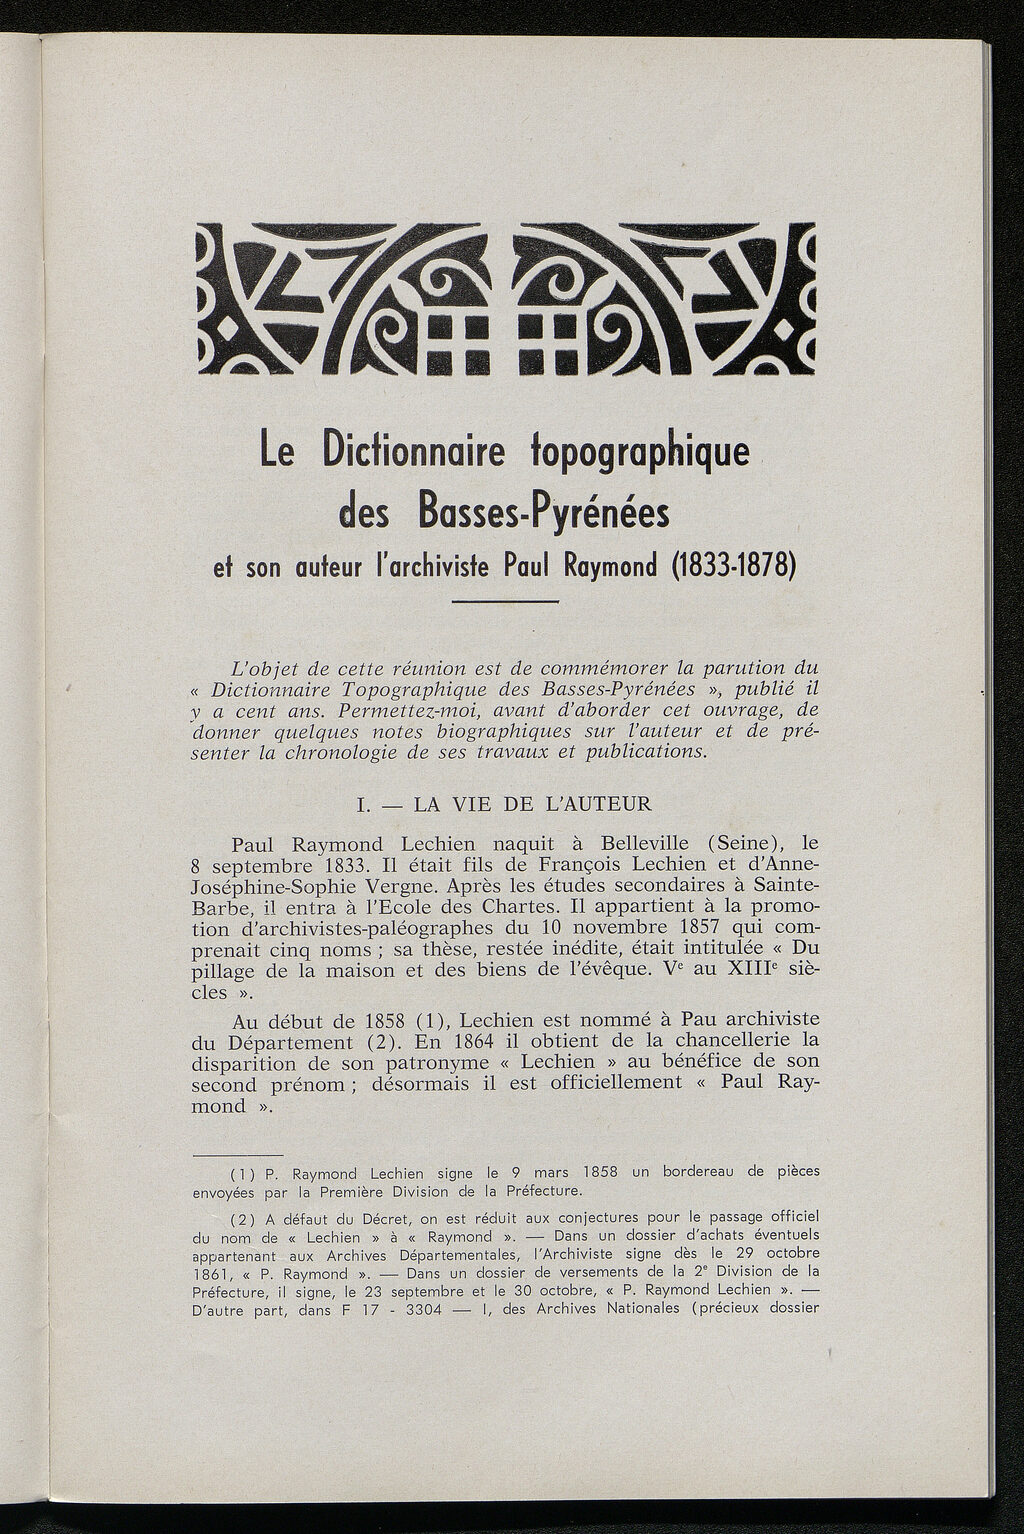 Le Dictionnaire topographique
des Basses-Pyrénées
et son auteur l'archiviste Paul Raymond (1833-1878)
L'objet de cette réunion est de commémorer la parution du
« Dictionnaire Topographique des Basses-Pyrénées », publié il
y a cent ans. Permettez-moi, avant d'aborder cet ouvrage, de
donner quelques notes biographiques sur l'auteur et de pré-
senter la chronologie de ses travaux et publications.
I. — LA VIE DE L'AUTEUR
Paul Raymond Lechien naquit à Belleville (Seine), le
8 septembre 1833. Il était fils de François Lechien et d'Anne-
Joséphine-Sophie Vergne. Après les études secondaires à Sainte-
Barbe, il entra à l'Ecole des Chartes. Il appartient à la promo-
tion d'archivistes-paléographes du 10 novembre 1857 qui com-
prenait cinq noms ; sa thèse, restée inédite, était intitulée « Du
pillage de la maison et des biens de l'évêque. Ve au XIIIe siè-
cles ».
Au début de 1858 (1), Lechien est nommé à Pau archiviste
du Département (2). En 1864 il obtient de la chancellerie la
disparition de son patronyme « Lechien » au bénéfice de son
second prénom ; désormais il est officiellement « Paul Ray-
mond ».
(1) P. Raymond Lechien signe le 9 mars 1858 un bordereau de pièces
envoyées par la Première Division de la Préfecture.
(2) A défaut du Décret, on est réduit aux conjectures pour le passage officiel
du nom de « Lechien » à « Raymond ». — Dans un dossier d'achats éventuels
appartenant aux Archives Départementales, l'Archiviste signe dès le 29 octobre
1861, « P. Raymond ». — Dans un dossier de versements de la 2e Division de la
Préfecture, il signe, le 23 septembre et le 30 octobre, « P. Raymond Lechien ». —
D'autre part, dans F 17 - 3304 — I, des Archives Nationales (précieux dossier